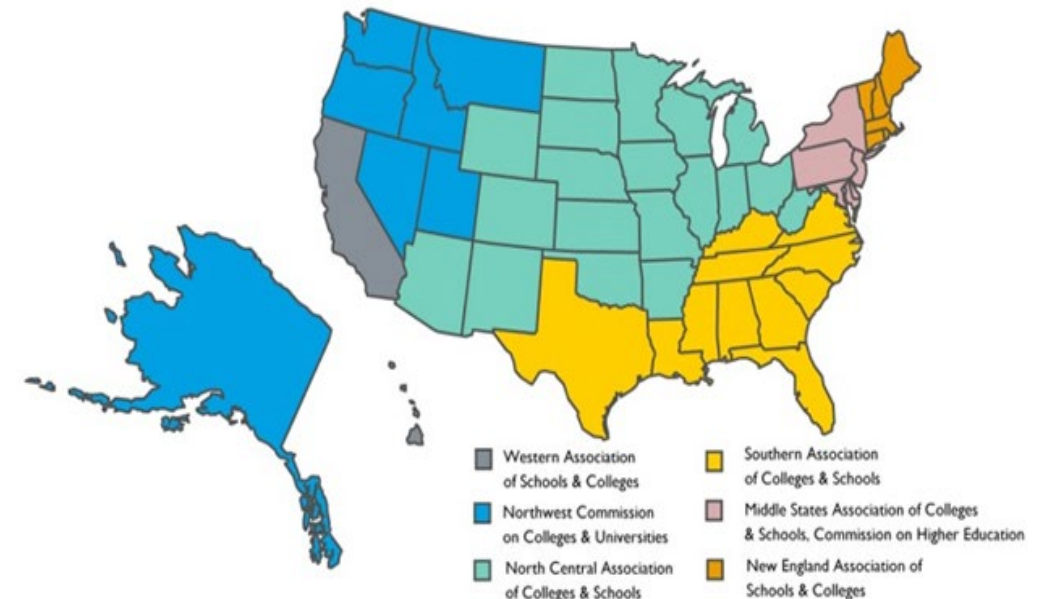 Western Association
of Schools & Colleges
Northwest Commission
on Colleges & Universities
North Central Association
of Colleges & Schools
Southern Association
of Colleges & Schools
Middle States Association of Colleges
& Schools, Commission on Higher Education
New England Association of
Schools & Colleges